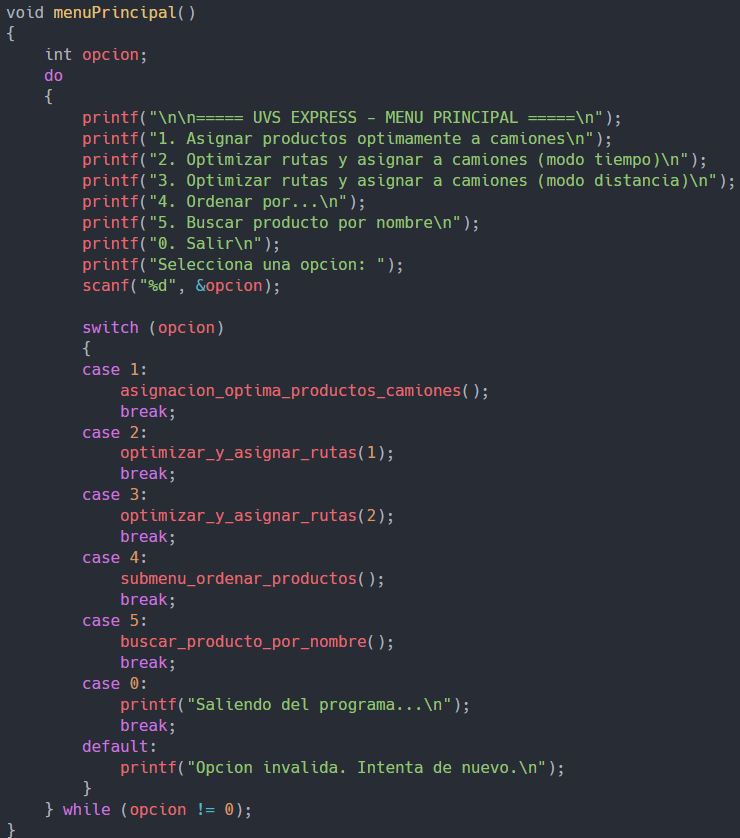 void menuPrincipal()
{
    int opcion;
    do
    {
        printf("\n\n===== UVS EXPRESS - MENU PRINCIPAL =====\n");
        printf("1. Asignar productos optimamente a camiones\n");
        printf("2. Optimizar rutas y asignar a camiones (modo tiempo)\n");
        printf("3. Optimizar rutas y asignar a camiones (modo distancia)\n");
        printf("4. Ordenar por...\n");
        printf("5. Buscar producto por nombre\n");
        printf("0. Salir\n");
        printf("Selecciona una opcion: ");
        scanf("%d", &opcion);

        switch (opcion)
        {
        case 1:
            asignacion_optima_productos_camiones();
            break;
        case 2:
            optimizar_y_asignar_rutas(1);
            break;
        case 3:
            optimizar_y_asignar_rutas(2);
            break;
        case 4:
            submenu_ordenar_productos();
            break;
        case 5:
            buscar_producto_por_nombre();
            break;
        case 0:
            printf("Saliendo del programa...\n");
            break;
        default:
            printf("Opcion invalida. Intenta de nuevo.\n");
        }
    } while (opcion != 0);
}